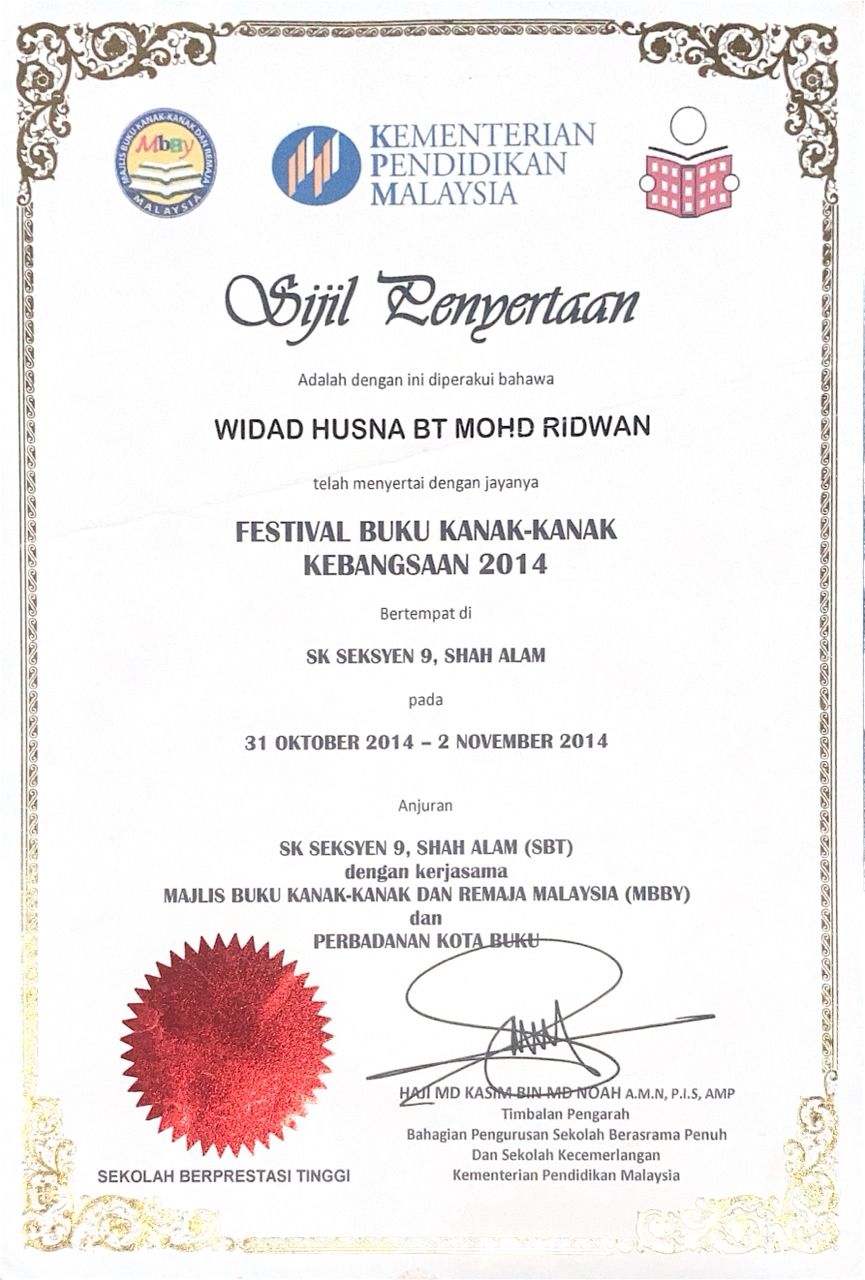 MAJLIS BUKU KANAK-KANAK DAN REMAJA
MbBy
MALAYSIA
KEMENTERIAN
PENDIDIKAN
MALAYSIA
Sijil Penyertaan
Adalah dengan ini diperakui bahawa
WIDAD HUSNA BT MOHD RIDWAN
telah menyertai dengan jayanya
FESTIVAL BUKU KANAK-KANAK
KEBANGSAAN 2014
Bertempat di
SK SEKSYEN 9, SHAH ALAM
pada
31 OKTOBER 2014 – 2 NOVEMBER 2014
Anjuran
SK SEKSYEN 9, SHAH ALAM (SBT)
dengan kerjasama
MAJLIS BUKU KANAK-KANAK DAN REMAJA MALAYSIA (MBBY)
dan
PERBADANAN KOTA BUKU
HAJI MD KASIM BIN MD NOAH A.M.N, P.I.S, AMP
Timbalan Pengarah
Bahagian Pengurusan Sekolah Berasrama Penuh
Dan Sekolah Kecemerlangan
Kementerian Pendidikan Malaysia
SEKOLAH BERPRESTASI TINGGI